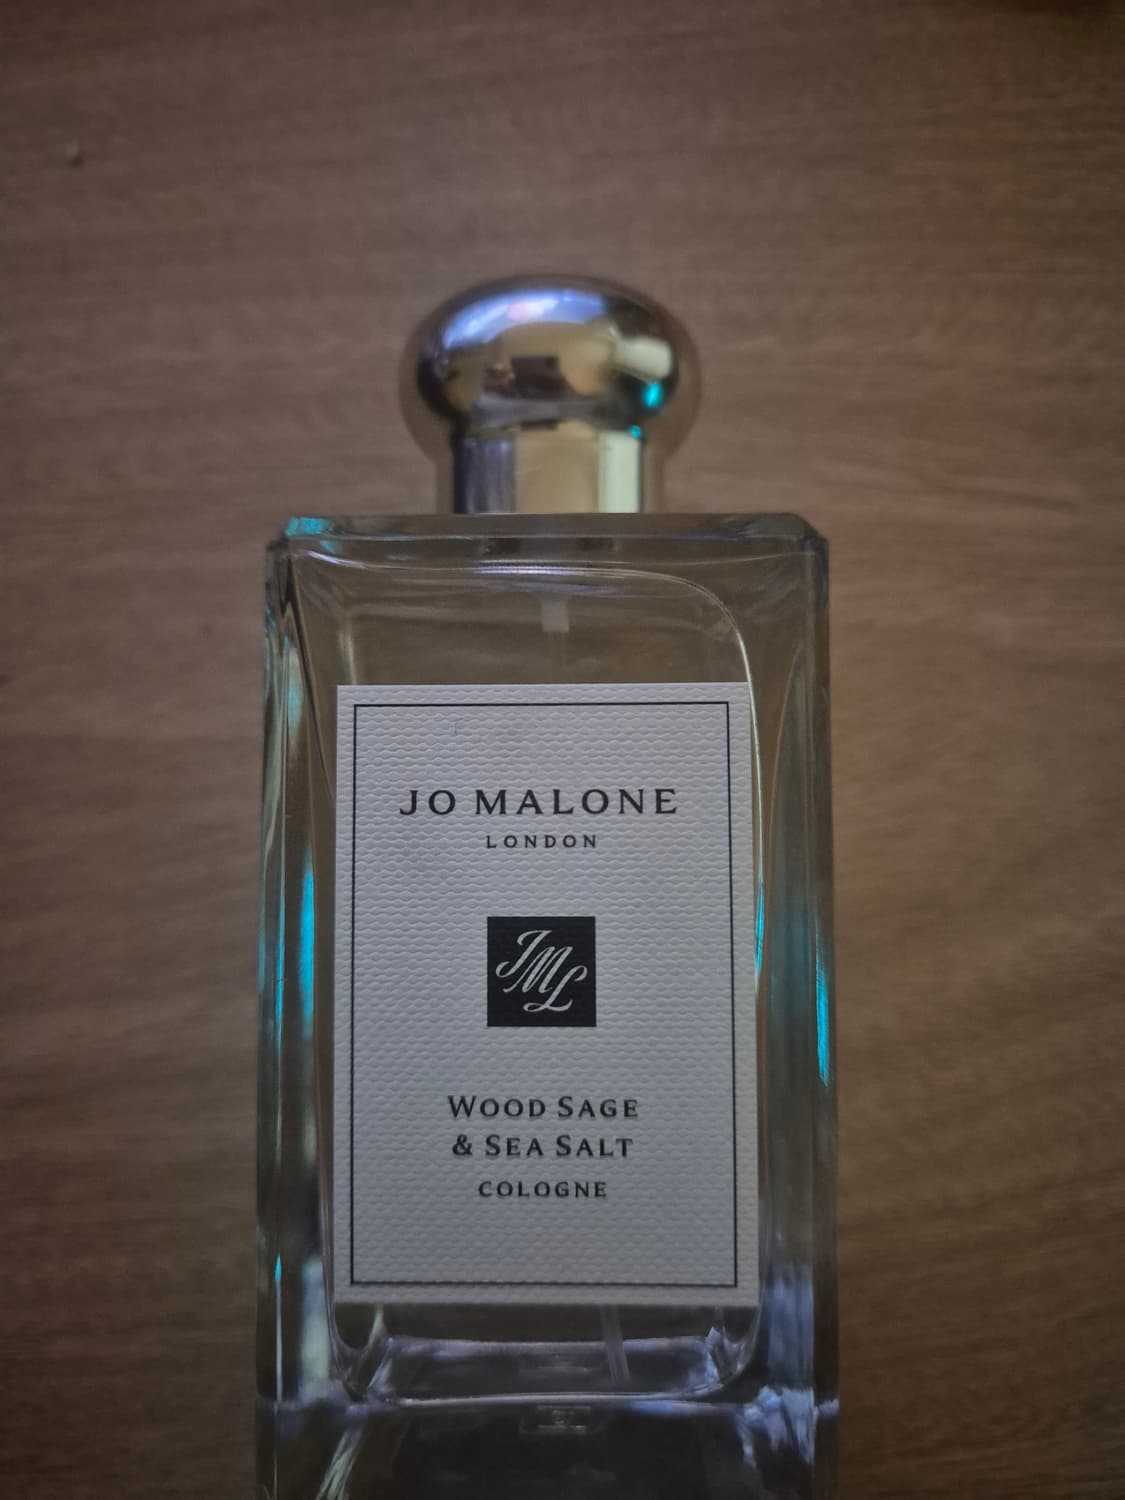 JO MALONE
LONDON
JML
WOOD SAGE
& SEA SALT
COLOGNE